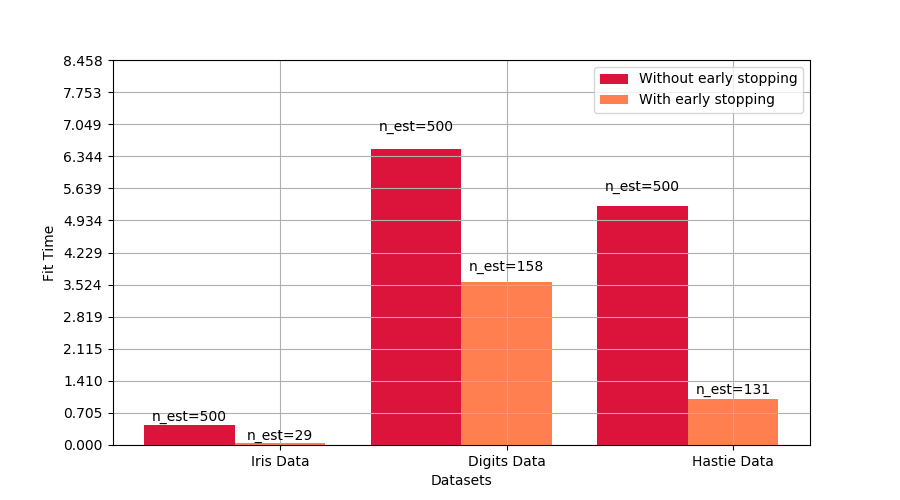 8.458
7.753
7.049
6.344
5.639
4.934
4.229
3.524
2.819
2.115
1.410
0.705
0.000
Fit Time
Without early stopping
With early stopping
n_est=500
n_est=500
n_est=158
n_est=131
n_est=500
n_est=29
Iris Data
Digits Data
Hastie Data
Datasets